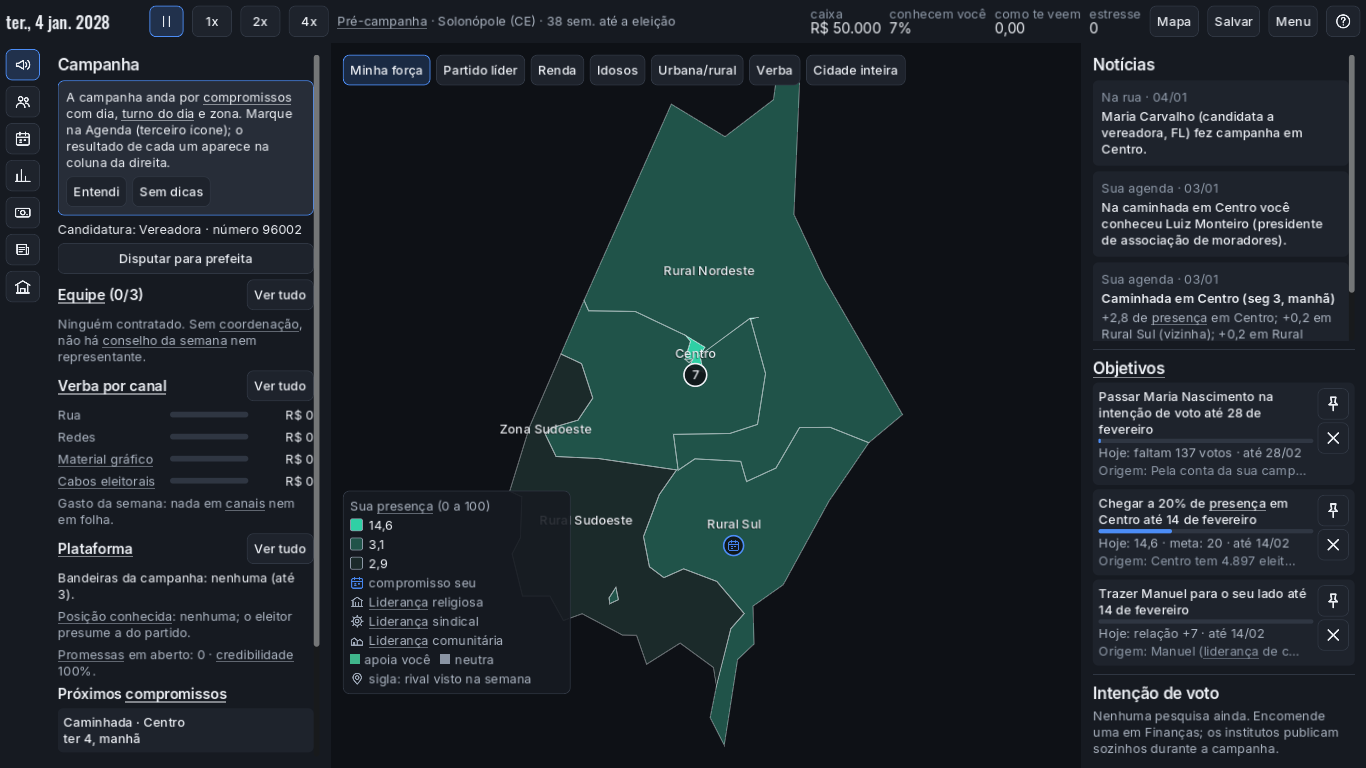 ter., 4 jan. 2028
1x
2x
4x
Pré-campanha · Solonópole (CE) · 38 sem. até a eleição
caixa
R$ 50.000
conhecem você
7%
como te veem
0,00
estresse
0
Mapa
Salvar
Menu
Campanha
A campanha anda por compromissos
com dia, turno do dia e zona. Marque
na Agenda (terceiro ícone); o
resultado de cada um aparece na
coluna da direita.
Entendi
Sem dicas
Candidatura: Vereadora · número 96002
Disputar para prefeita
Equipe (0/3)
Ver tudo
Ninguém contratado. Sem coordenação,
não há conselho da semana nem
representante.
Verba por canal
Ver tudo
Rua R$ 0
Redes R$ 0
Material gráfico R$ 0
Cabos eleitorais R$ 0
Gasto da semana: nada em canais nem
em folha.
Plataforma
Ver tudo
Bandeiras da campanha: nenhuma (até
3).
Posição conhecida: nenhuma; o eleitor
presume a do partido.
Promessas em aberto: 0 · credibilidade
100%.
Próximos compromissos
Caminhada · Centro
ter 4, manhã
Minha força
Partido líder
Renda
Idosos
Urbana/rural
Verba
Cidade inteira
Rural Nordeste
Centro
7
Zona Sudoeste
Rural Sudoeste
Rural Sul
Sua presença (0 a 100)
14,6
3,1
2,9
compromisso seu
Liderança religiosa
Liderança sindical
Liderança comunitária
apoia você
neutra
sigla: rival visto na semana
Notícias
Na rua · 04/01
Maria Carvalho (candidata a
vereadora, FL) fez campanha em
Centro.
Sua agenda · 03/01
Na caminhada em Centro você
conheceu Luiz Monteiro (presidente
de associação de moradores).
Sua agenda · 03/01
Caminhada em Centro (seg 3, manhã)
+2,8 de presença em Centro; +0,2 em
Rural Sul (vizinha); +0,2 em Rural
Objetivos
Passar Maria Nascimento na
intenção de voto até 28 de
fevereiro
Hoje: faltam 137 votos · até 28/02
Origem: Pela conta da sua camp...
Chegar a 20% de presença em
Centro até 14 de fevereiro
Hoje: 14,6 · meta: 20 · até 14/02
Origem: Centro tem 4.897 eleit...
Trazer Manuel para o seu lado até
14 de fevereiro
Hoje: relação +7 · até 14/02
Origem: Manuel (liderança de c...
Intenção de voto
Nenhuma pesquisa ainda. Encomende
uma em Finanças; os institutos publicam
sozinhos durante a campanha.